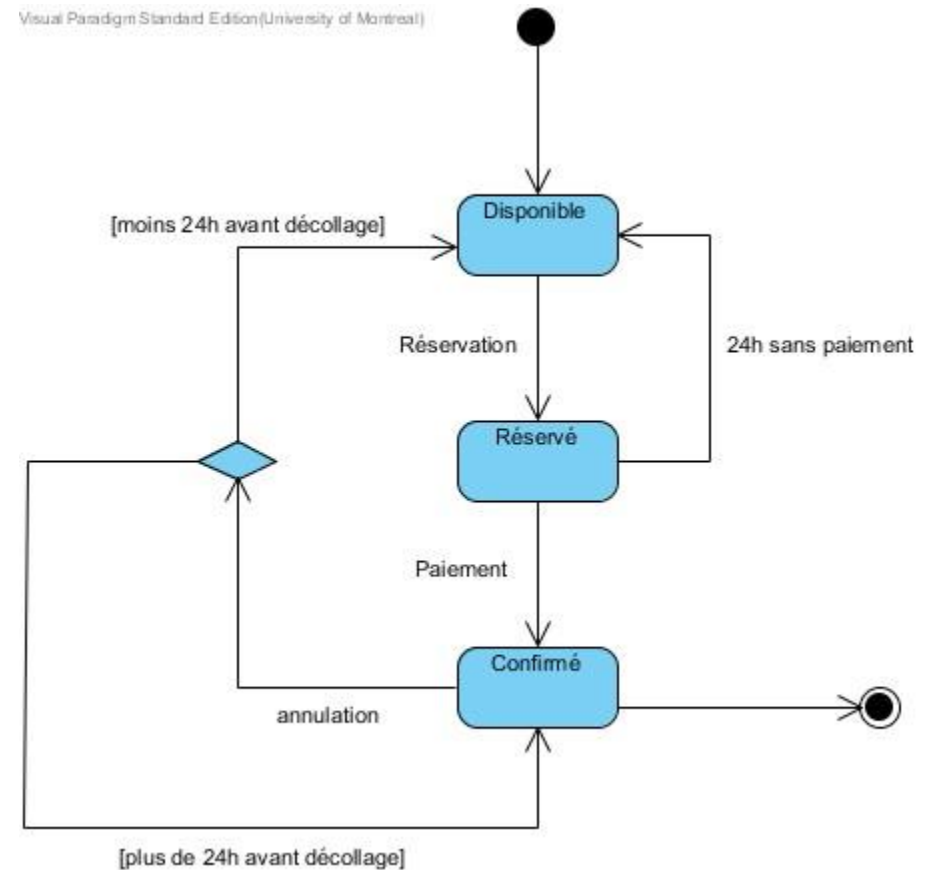 Visual Paradigm Standard Edition(University of Montreal)
Disponible
[moins 24h avant décollage]
Réservation
24h sans paiement
Réservé
Paiement
Confirmé
annulation
[plus de 24h avant décollage]